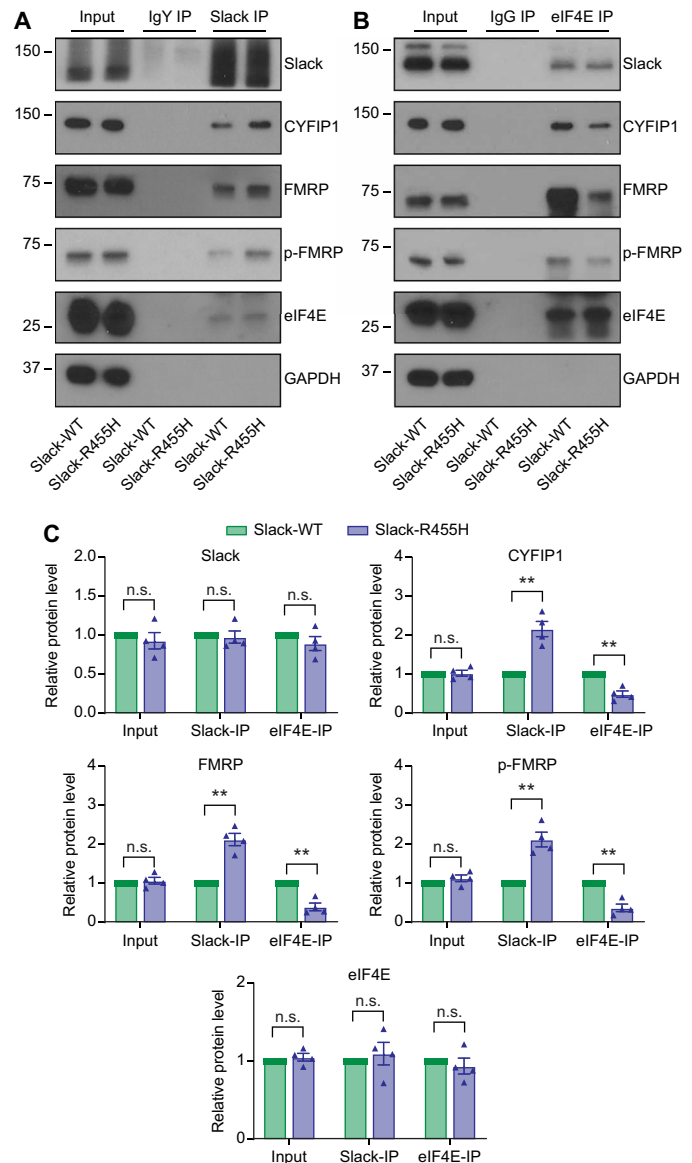 A
Input
IgY IP
Slack IP
150
Slack
150
CYFIP1
75
FMRP
75
p-FMRP
25
eIF4E
37
GAPDH
Slack-WT
Slack-R455H
Slack-WT
Slack-R455H
Slack-WT
Slack-R455H
B
Input
IgG IP
eIF4E IP
150
Slack
150
CYFIP1
75
FMRP
75
p-FMRP
25
eIF4E
37
GAPDH
Slack-WT
Slack-R455H
Slack-WT
Slack-R455H
Slack-WT
Slack-R455H
C
Slack-WT
Slack-R455H
Slack
Relative protein level
2.0
1.5
1.0
0.5
0.0
n.s.
n.s.
n.s.
Input
Slack-IP
eIF4E-IP
CYFIP1
Relative protein level
4
3
2
1
0
n.s.
**
**
Input
Slack-IP
eIF4E-IP
FMRP
Relative protein level
4
3
2
1
0
n.s.
**
**
Input
Slack-IP
eIF4E-IP
p-FMRP
Relative protein level
4
3
2
1
0
n.s.
**
**
Input
Slack-IP
eIF4E-IP
eIF4E
Relative protein level
2
1
0
n.s.
n.s.
n.s.
Input
Slack-IP
eIF4E-IP